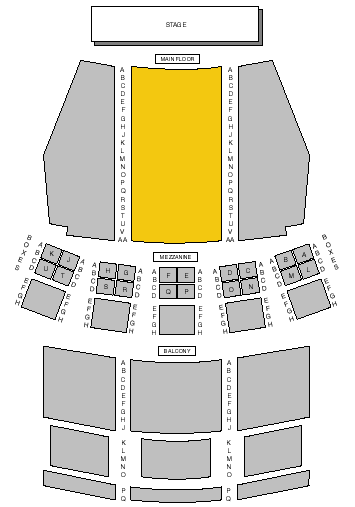 STAGE
MAIN FLOOR
A A
B B
C C
D D
E E
F F
G G
H H
J J
K K
L L
M M
N N
O O
P P
Q Q
R R
S S
T T
U U
V V
AA AA
MEZZANINE
BOXES
A B C D
K J
U T
E F G H
E F G H
A B C D
H G
S R
A B C D
E F G H
E F G H
A B C D
F E
Q P
A B C D
E F G H
E F G H
A B C D
D C
O N
A B C D
E F G H
E F G H
A B C D
B A
M L
A B C D
E F G H
E F G H
BOXES
BALCONY
A A
B B
C C
D D
E E
F F
G G
H H
J J
K K
L L
M M
N N
O O
P P
Q Q